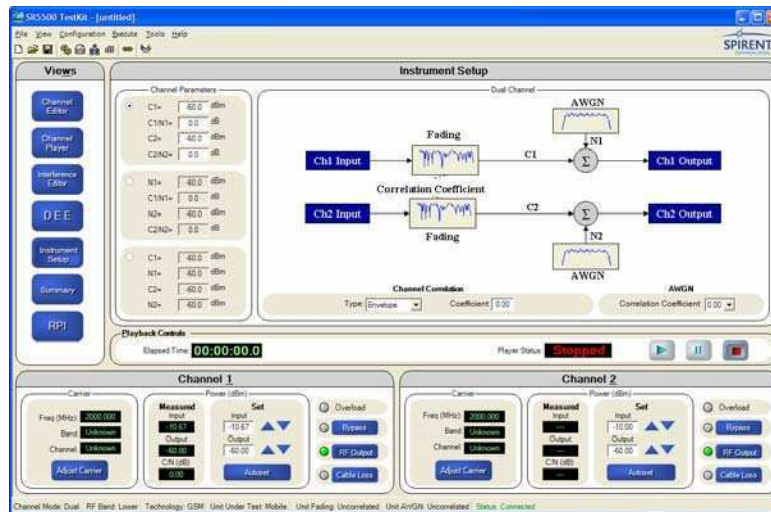 SR5500 TestKit - [untitled]
File View Configuration Execute Tools Help
SPIRENT
Views
Channel Editor
Channel Player
Interference Editor
DEE
Instrument Setup
Summary
RPI
Instrument Setup
Channel Parameters
C1= -60.0 dBm
C1/N1= 0.0 dB
C2= -60.0 dBm
C2/N2= 0.0 dB
N1= -60.0 dBm
C1/N1= 0.0 dB
N2= -60.0 dBm
C2/N2= 0.0 dB
C1= -60.0 dBm
N1= -60.0 dBm
C2= -60.0 dBm
N2= -60.0 dBm
Dual Channel
AWGN
Fading
N1
Ch1 Input
C1
Σ
Ch1 Output
Correlation Coefficient
Ch2 Input
C2
Σ
Ch2 Output
Fading
N2
AWGN
Channel Correlation
Type: Envelope Coefficient: 0.00
AWGN
Correlation Coefficient: 0.00
Playback Controls
Elapsed Time: 00:00:00.0
Player Status: Stopped
Channel 1
Carrier
Freq (MHz): 2000.000
Band: Unknown
Channel: Unknown
Adjust Carrier
Power (dBm)
Measured Set
Input Input
-10.67 -10.67
Output Output
-60.00 -60.00
C/N (dB)
0.00 Autoset
Overload
Bypass
RF Output
Cable Loss
Channel 2
Carrier
Freq (MHz): 2000.000
Band: Unknown
Channel: Unknown
Adjust Carrier
Power (dBm)
Measured Set
Input Input
--- -10.00
Output Output
--- -60.00
C/N (dB)
--- Autoset
Overload
Bypass
RF Output
Cable Loss
Channel Mode: Dual RF Band: Lower Technology: GSM Unit Under Test: Mobile Unit Fading: Uncorrelated Unit AWGN: Uncorrelated Status: Connected